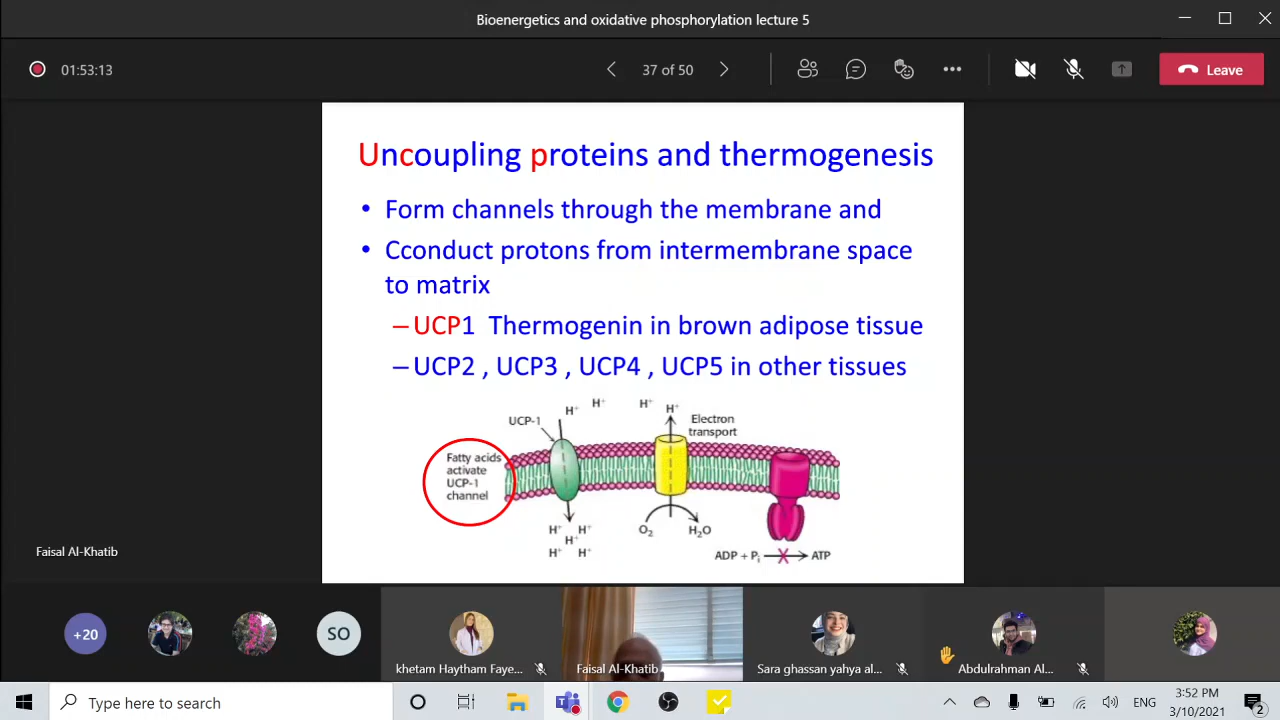 Bioenergetics and oxidative phosphorylation lecture 5
01:53:13
37 of 50
Leave
Uncoupling proteins and thermogenesis
• Form channels through the membrane and
• Cconduct protons from intermembrane space
to matrix
– UCP1 Thermogenin in brown adipose tissue
– UCP2 , UCP3 , UCP4 , UCP5 in other tissues
H⁺ H⁺ H⁺ H⁺
UCP-1
Electron
transport
Fatty acids
activate
UCP-1
channel
H⁺ H⁺
H⁺
H⁺ H⁺
O₂ H₂O
ADP + Pᵢ ATP
Faisal Al-Khatib
+20
SO
khetam Haytham Faye...
Faisal Al-Khatib
Sara ghassan yahya al...
Abdulrahman Al...
Type here to search
ENG
3:52 PM
3/10/2021
2